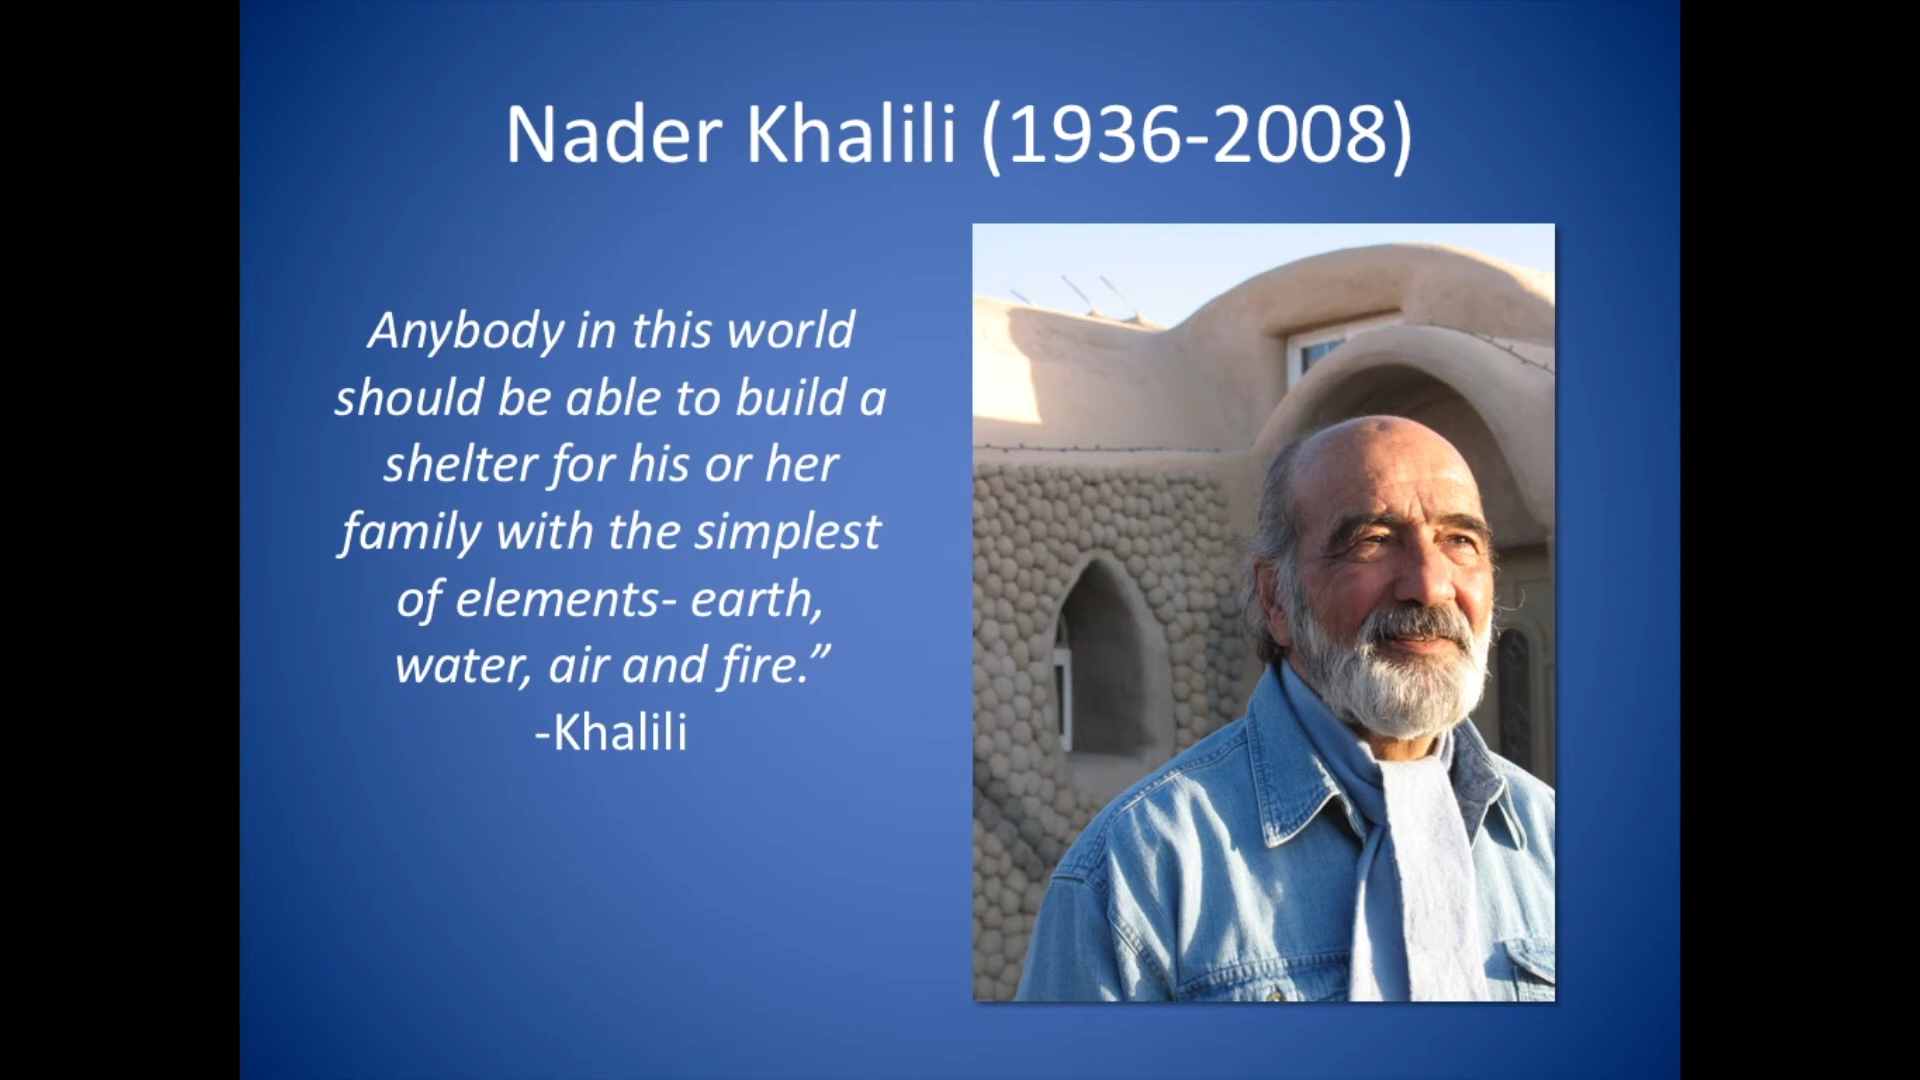 Nader Khalili (1936-2008)
Anybody in this world
should be able to build a
shelter for his or her
family with the simplest
of elements- earth,
water, air and fire.”
-Khalili